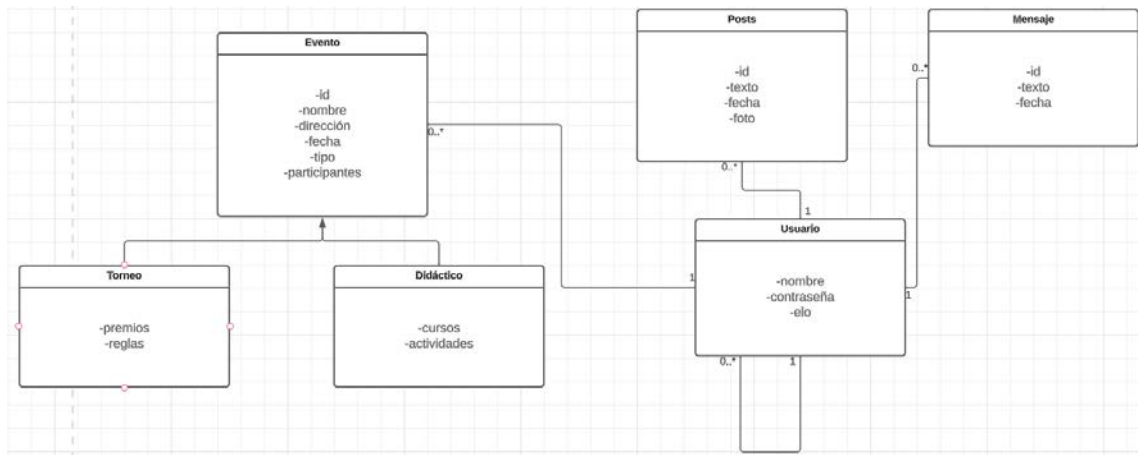 Evento
-id
-nombre
-dirección
-fecha
-tipo
-participantes
0..*
Torneo
-premios
-reglas
Didáctico
-cursos
-actividades
Posts
-id
-texto
-fecha
-foto
0..*
1
Mensaje
-id
-texto
-fecha
0..*
Usuario
-nombre
-contraseña
-elo
1
1
0..*
1